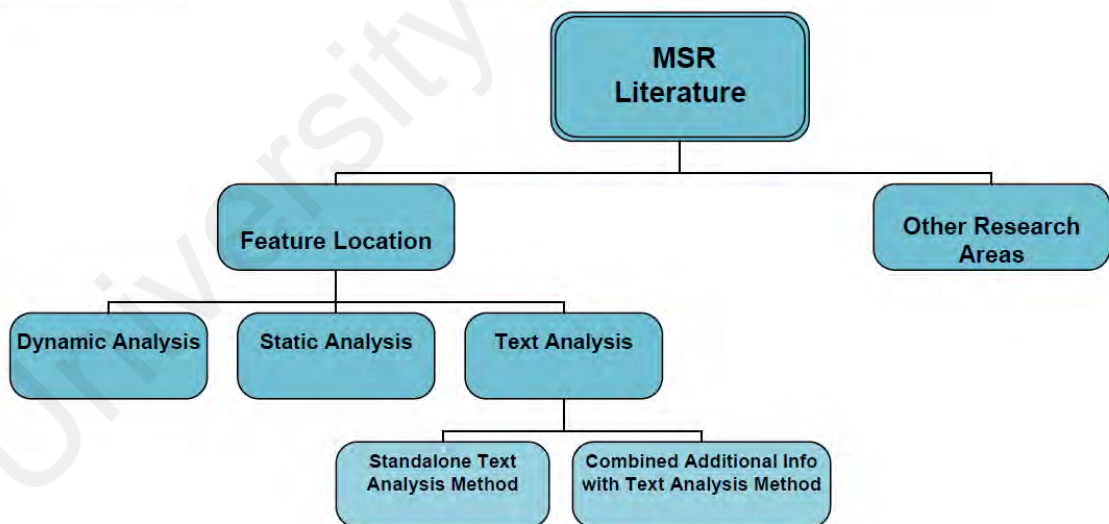 MSR
Literature
Feature Location
Other Research
Areas
Dynamic Analysis
Static Analysis
Text Analysis
Standalone Text
Analysis Method
Combined Additional Info
with Text Analysis Method
University